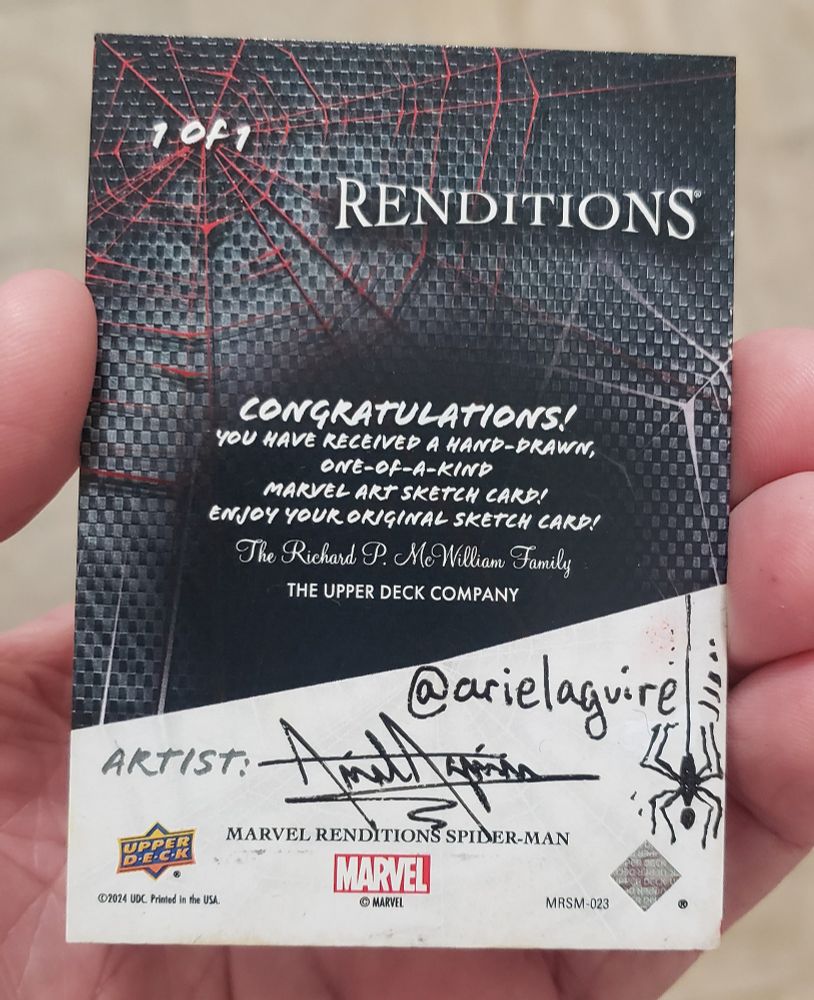 1 OF 1
RENDITIONS®
CONGRATULATIONS!
YOU HAVE RECEIVED A HAND-DRAWN,
ONE-OF-A-KIND
MARVEL ART SKETCH CARD!
ENJOY YOUR ORIGINAL SKETCH CARD!
The Richard P. McWilliam Family
THE UPPER DECK COMPANY
@arielaguire
ARTIST: Ariel Aguire
MARVEL RENDITIONS SPIDER-MAN
UPPER
D·E·C·K
®
MARVEL
©2024 UDC. Printed in the USA.
© MARVEL
MRSM-023
®